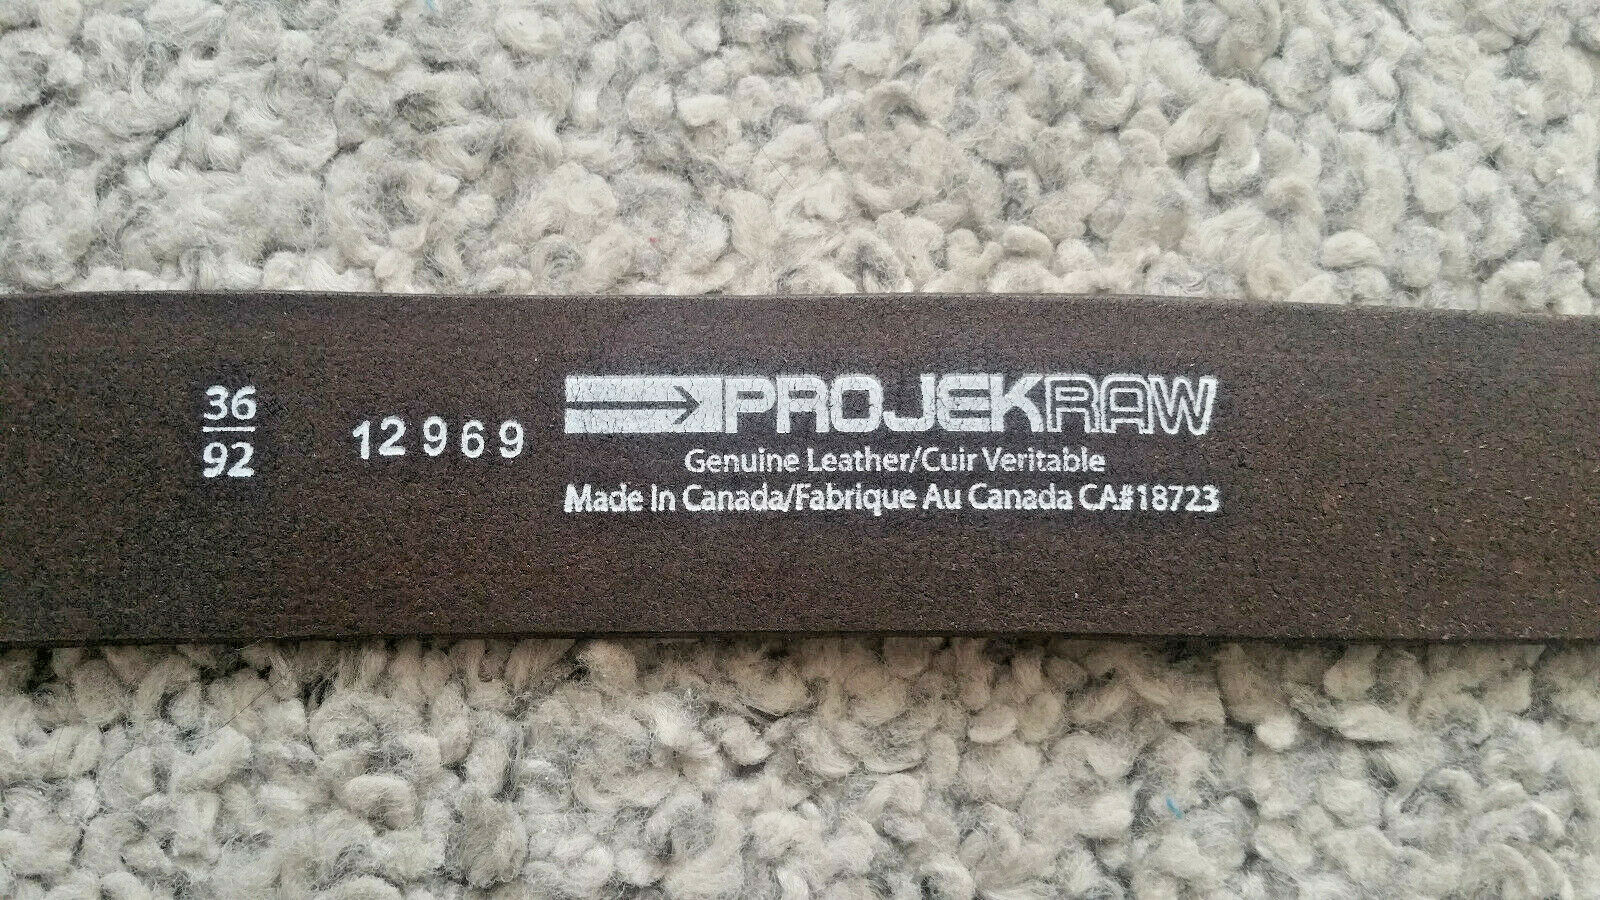 36
92
12969
PROJEKRAW
Genuine Leather/Cuir Veritable
Made In Canada/Fabrique Au Canada CA#18723